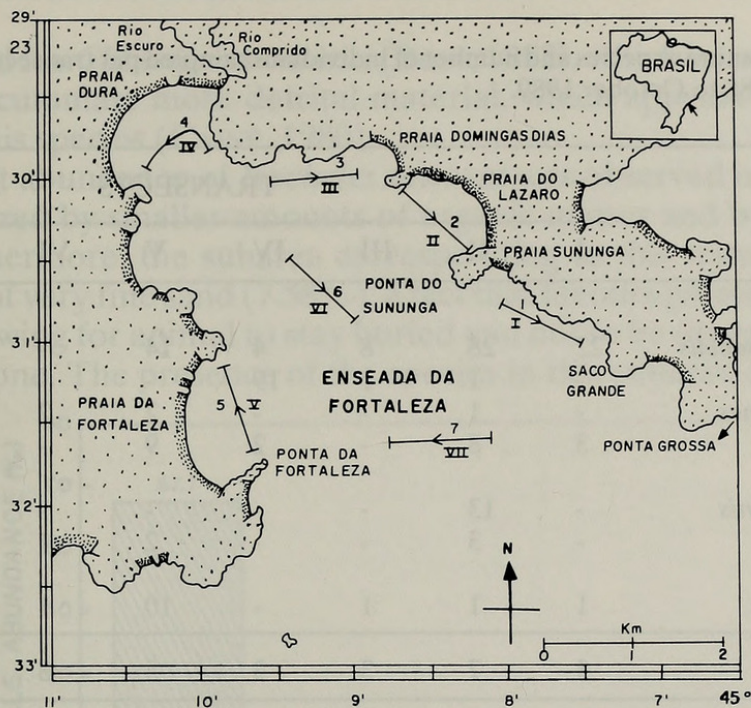 29'
23
Rio
Escuro
Rio
Comprido
BRASIL
PRAIA
DURA
4
IV
PRAIA DOMINGAS DIAS
30'
3
III
PRAIA DO
LAZARO
2
II
PRAIA SUNUNGA
6
VI
PONTA DO
SUNUNGA
1
I
31'
ENSEADA DA
FORTALEZA
SACO
GRANDE
PRAIA DA
FORTALEZA
5
V
PONTA DA
FORTALEZA
7
VII
PONTA GROSSA
32'
N
Km
0 1 2
33'
11' 10' 9' 8' 7' 45°